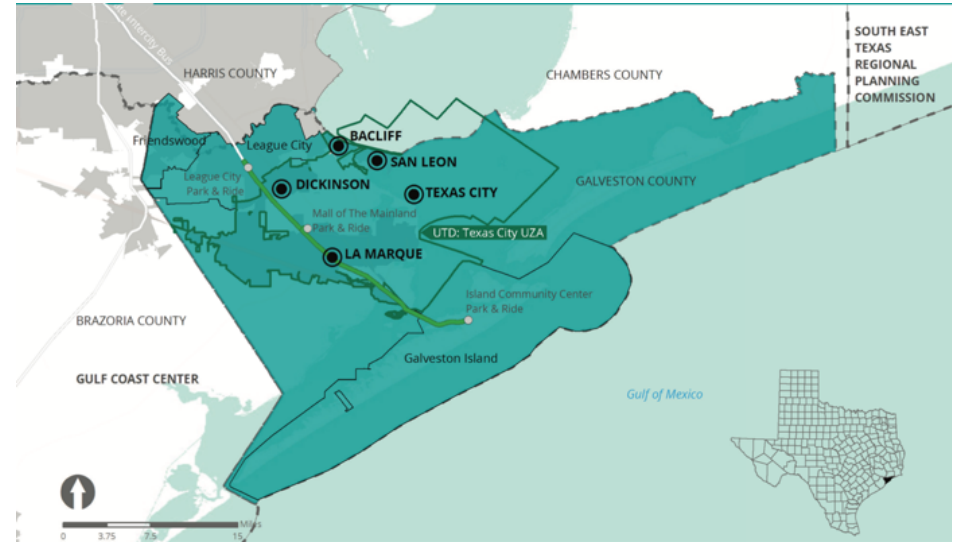 Intercity Bus
HARRIS COUNTY
CHAMBERS COUNTY
SOUTH EAST
TEXAS
REGIONAL
PLANNING
COMMISSION
Friendswood
League City
BACLIFF
SAN LEON
League City
Park & Ride
DICKINSON
TEXAS CITY
GALVESTON COUNTY
Mall of The Mainland
Park & Ride
UTD: Texas City UZA
LA MARQUE
Island Community Center
Park & Ride
BRAZORIA COUNTY
Galveston Island
GULF COAST CENTER
Gulf of Mexico
Miles
0 3.75 7.5 15